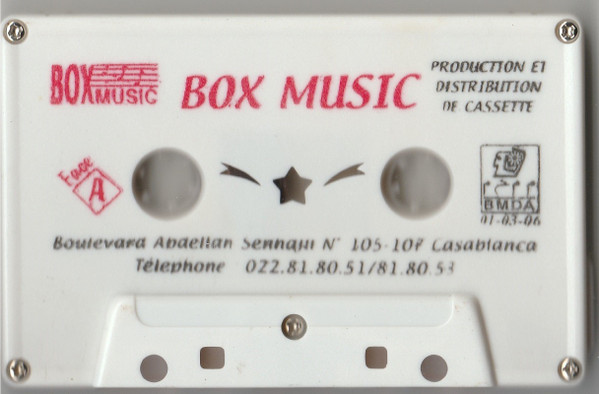 BOX
MUSIC
BOX MUSIC
PRODUCTION ET
DISTRIBUTION
DE CASSETTE
Face
A
BMDA
01-03-06
Boulevard Abdellah Sennaqui N° 105-107 Casablanca
Télephone 022.81.80.51/81.80.53